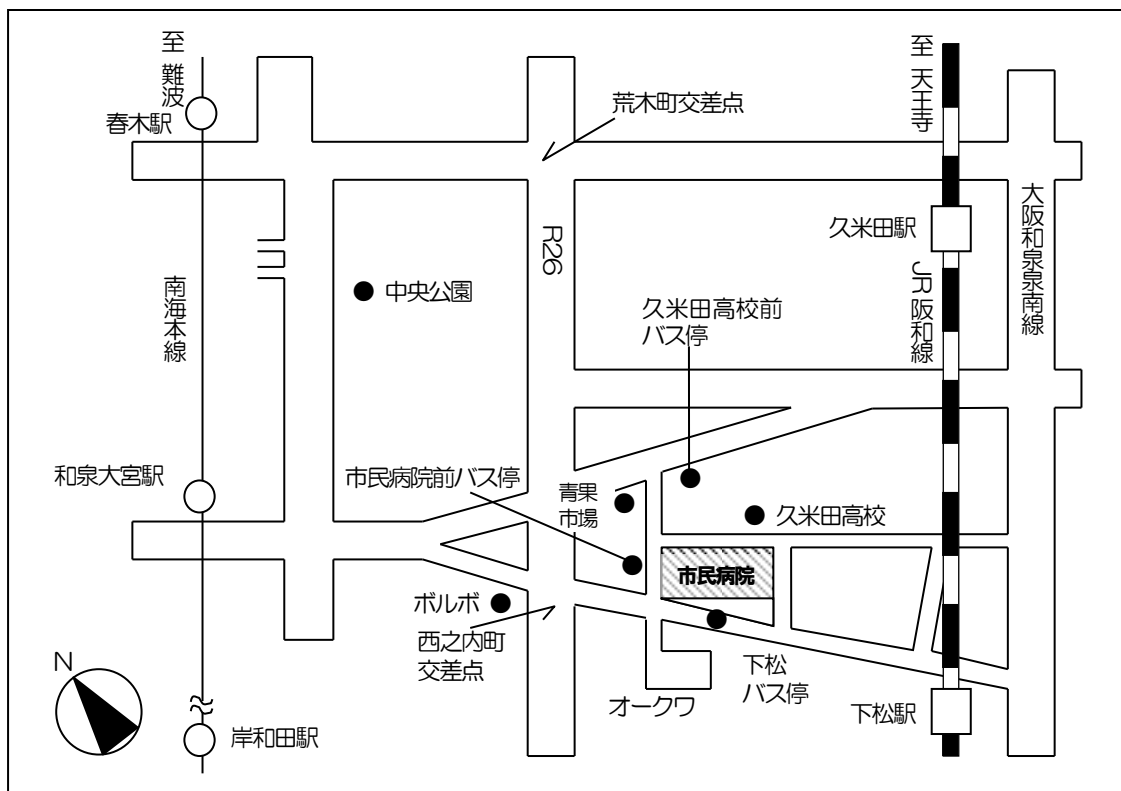 至 難波
春木駅
荒木町交差点
至 天王寺
久米田駅
大阪和泉泉南線
R26
中央公園
南海本線
JR阪和線
久米田高校前
バス停
和泉大宮駅
市民病院前バス停
青果
市場
久米田高校
市民病院
ボルボ
西之内町
交差点
下松
バス停
オークワ
下松駅
N
岸和田駅